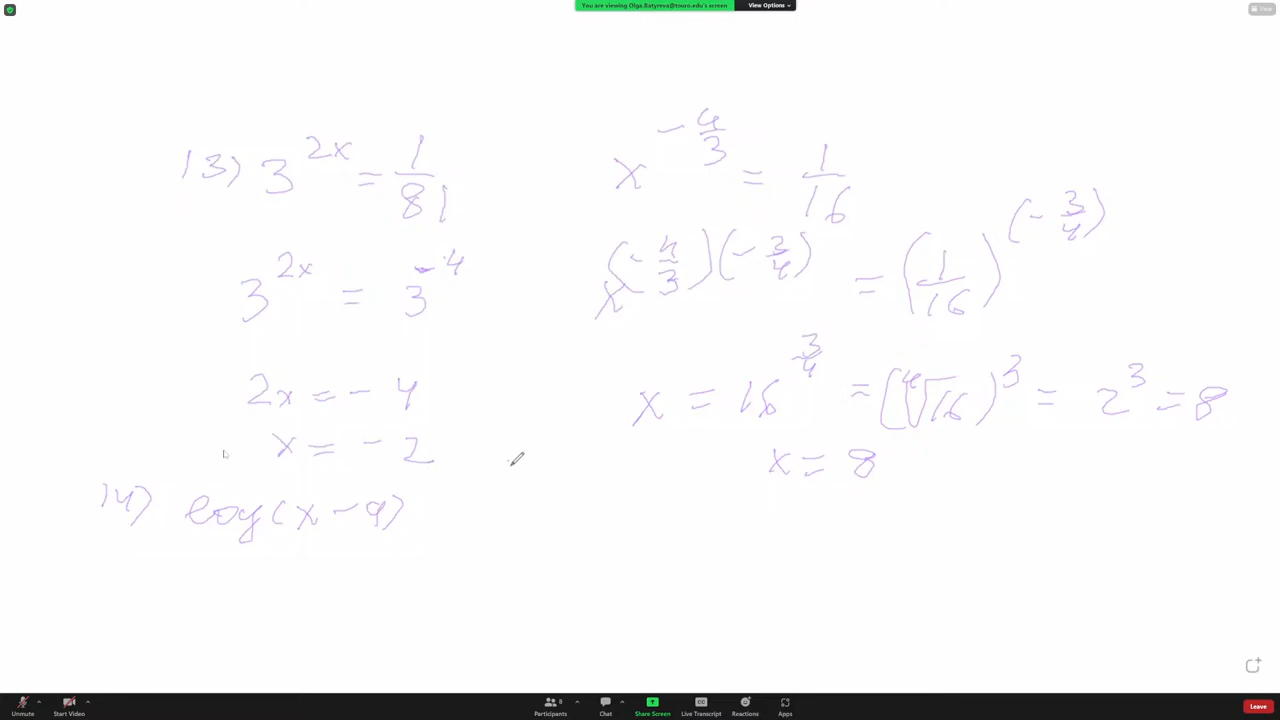 You are viewing Olga.Batyreva@touro.edu's screen View Options
View
13) 3^{2x} = 1/81
3^{2x} = 3^{-4}
2x = - 4
x = - 2
14) log(x - 9)
x^{-4/3} = 1/16
x^{(-4/3)(-3/4)} = (1/16)^{(-3/4)}
x = 16^{3/4} = (∜16)^3 = 2^3 = 8
x = 8
Unmute Start Video Participants 8 Chat Share Screen Live Transcript Reactions Apps Leave